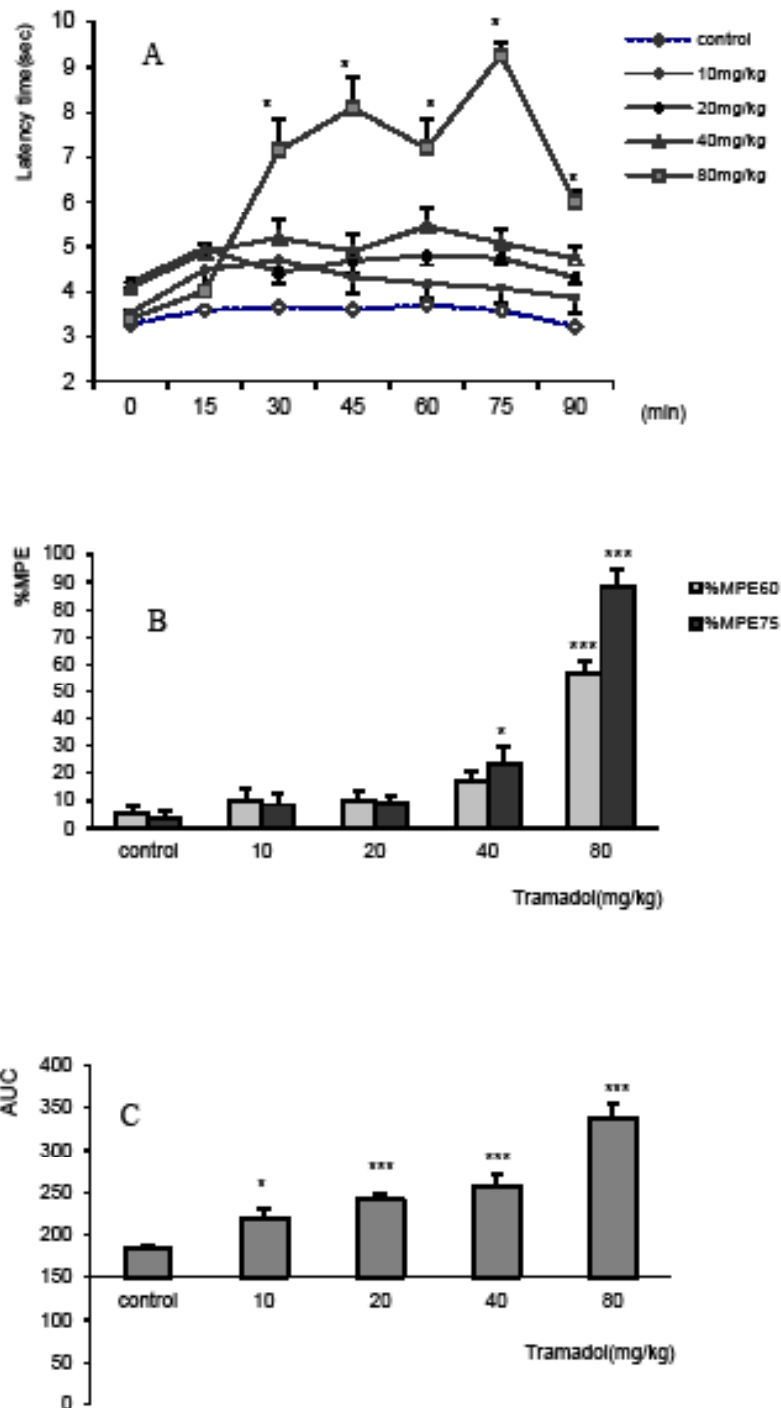 A
Latency time(sec)
10
9
8
7
6
5
4
3
2
* * * * *
0 15 30 45 60 75 90 (min)
control
10mg/kg
20mg/kg
40mg/kg
80mg/kg
B
%MPE
100
90
80
70
60
50
40
30
20
10
0
* *** ***
control 10 20 40 80
Tramadol(mg/kg)
%MPE60
%MPE75
C
AUC
400
350
300
250
200
150
100
50
0
* *** *** ***
control 10 20 40 80
Tramadol(mg/kg)